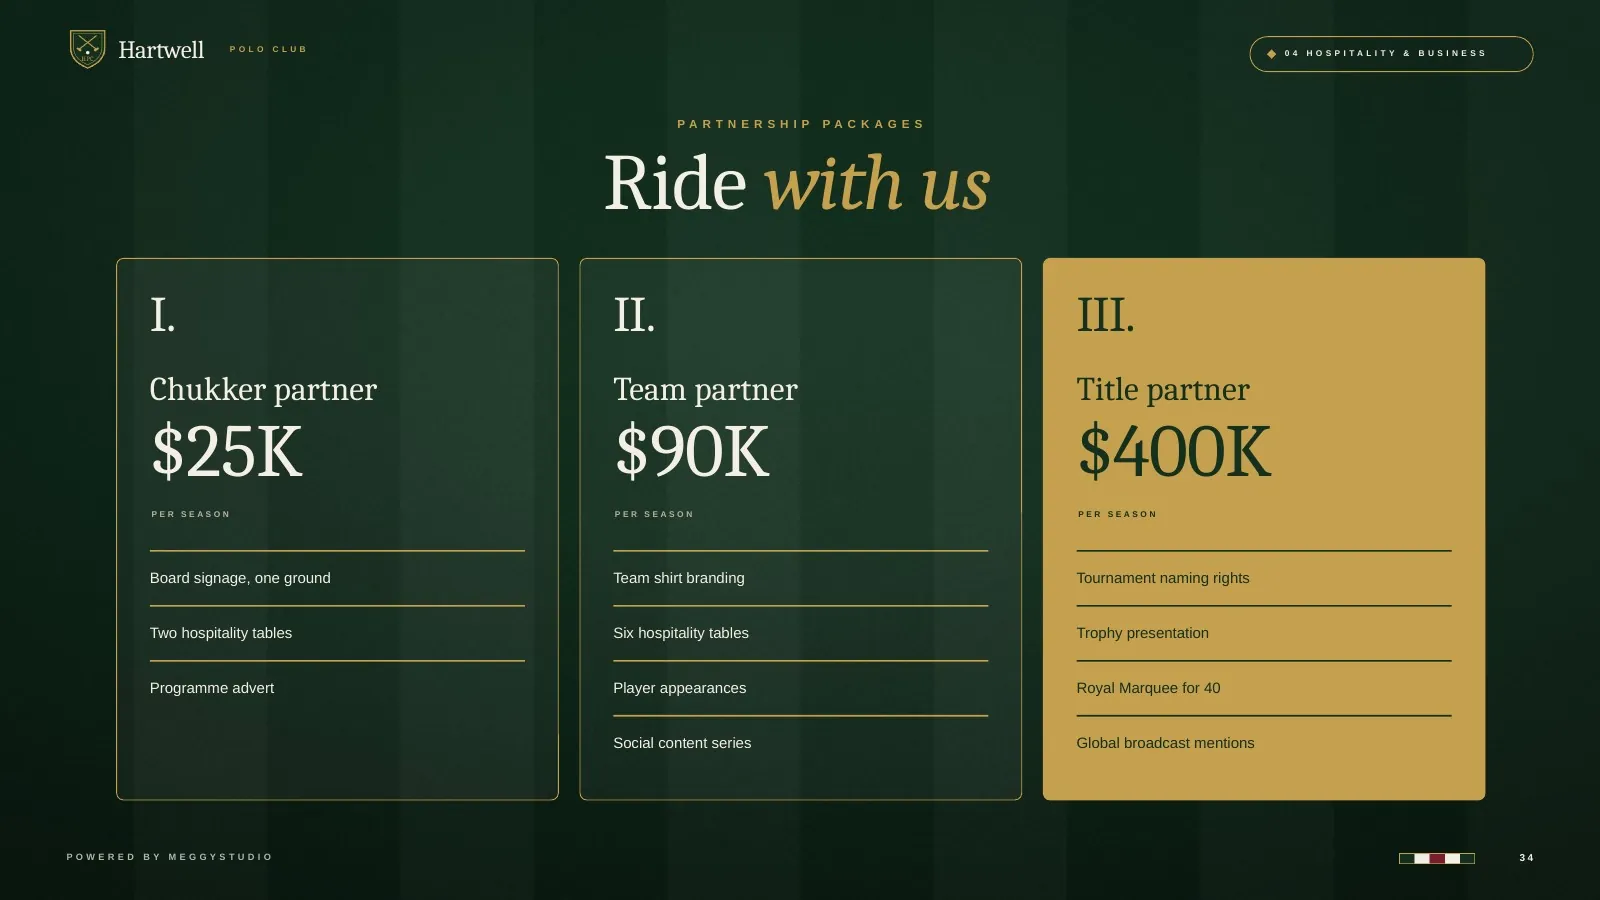 Hartwell
POLO CLUB
04 HOSPITALITY & BUSINESS
PARTNERSHIP PACKAGES
Ride with us
I.
Chukker partner
$25K
PER SEASON
Board signage, one ground
Two hospitality tables
Programme advert
II.
Team partner
$90K
PER SEASON
Team shirt branding
Six hospitality tables
Player appearances
Social content series
III.
Title partner
$400K
PER SEASON
Tournament naming rights
Trophy presentation
Royal Marquee for 40
Global broadcast mentions
POWERED BY MEGGYSTUDIO
34